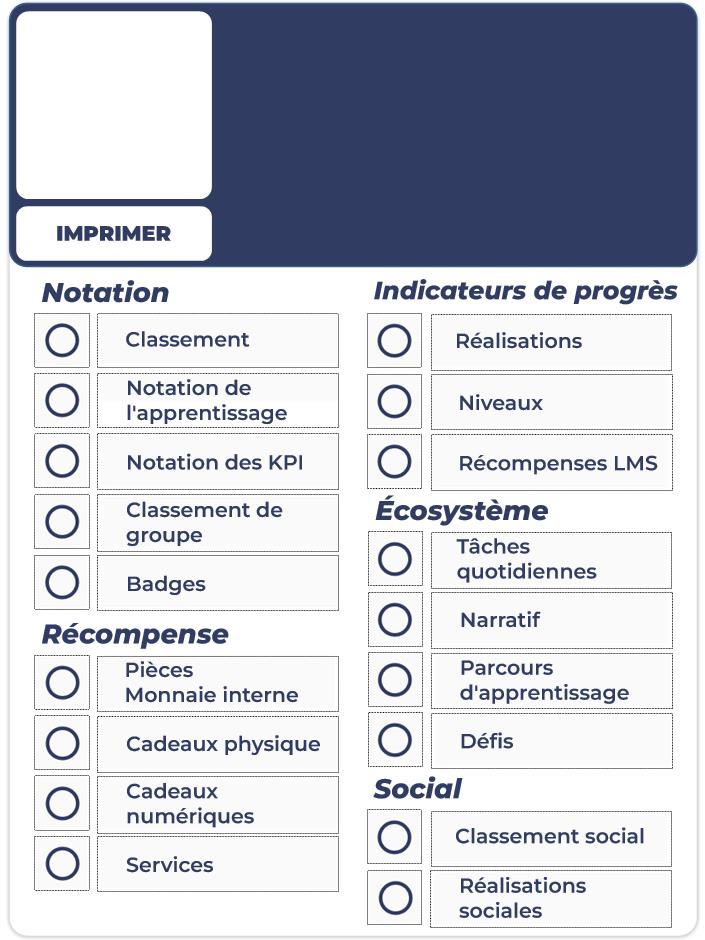 IMPRIMER
Notation
Classement
Notation de
l'apprentissage
Notation des KPI
Classement de
groupe
Badges
Récompense
Pièces
Monnaie interne
Cadeaux physique
Cadeaux
numériques
Services
Indicateurs de progrès
Réalisations
Niveaux
Récompenses LMS
Écosystème
Tâches
quotidiennes
Narratif
Parcours
d'apprentissage
Défis
Social
Classement social
Réalisations
sociales